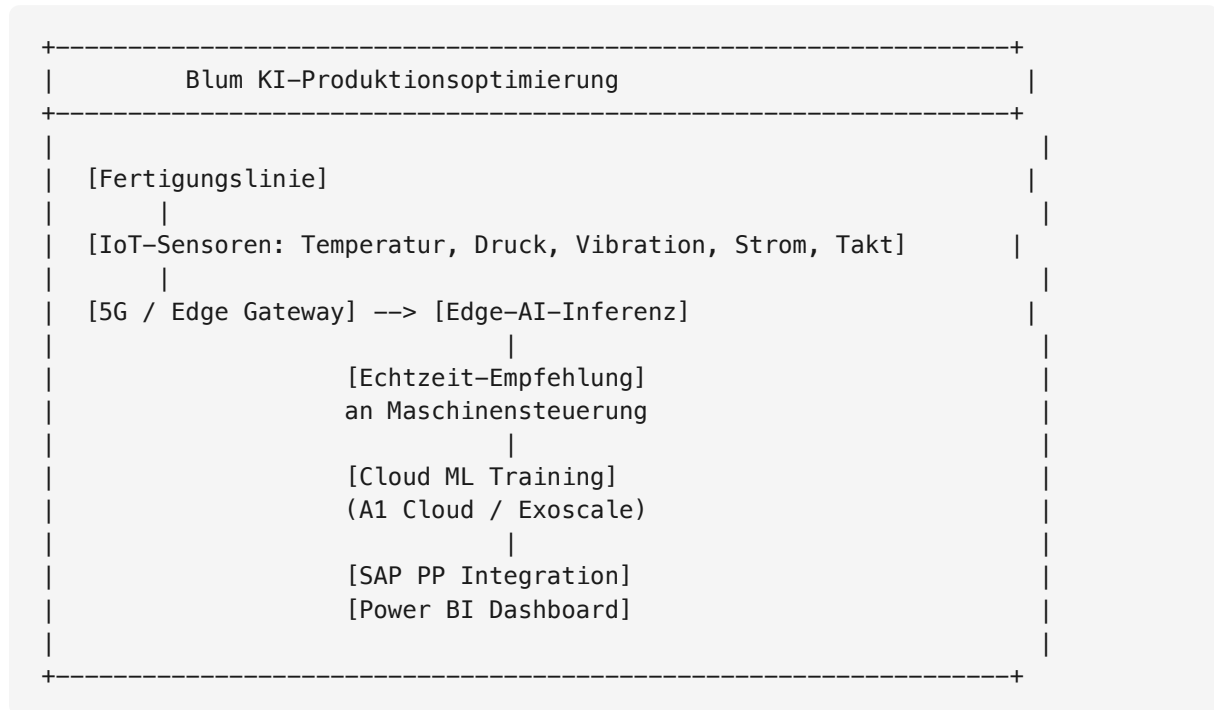 +------------------------------------------------------------------+
|         Blum KI-Produktionsoptimierung                            |
+------------------------------------------------------------------+
|                                                                    |
|  [Fertigungslinie]                                                |
|       |                                                            |
|  [IoT-Sensoren: Temperatur, Druck, Vibration, Strom, Takt]       |
|       |                                                            |
|  [5G / Edge Gateway] --> [Edge-AI-Inferenz]                       |
|                               |                                    |
|                    [Echtzeit-Empfehlung]                           |
|                    an Maschinensteuerung                           |
|                               |                                    |
|                    [Cloud ML Training]                             |
|                    (A1 Cloud / Exoscale)                           |
|                               |                                    |
|                    [SAP PP Integration]                            |
|                    [Power BI Dashboard]                            |
|                                                                    |
+------------------------------------------------------------------+